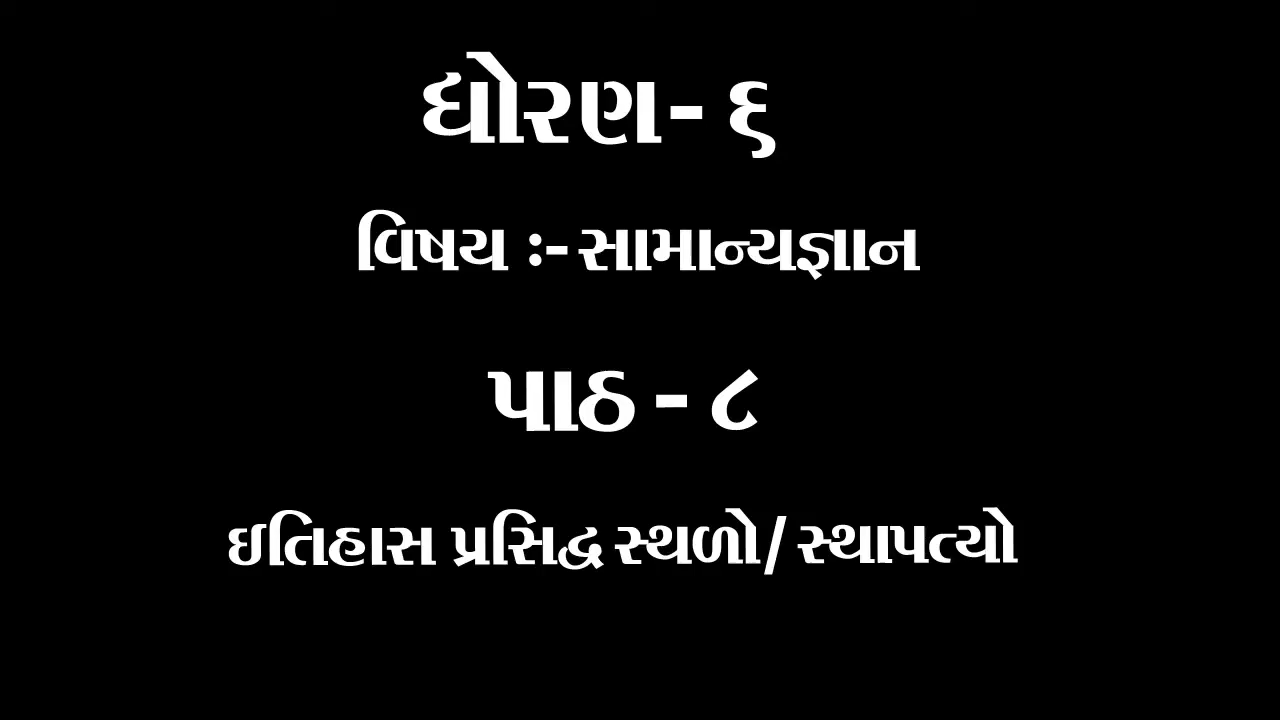 ધોરણ- ૬
વિષય ઃ- સામાન્યજ્ઞાન
પાઠ - ૮
ઇતિહાસ પ્રસિદ્ધ સ્થળો/ સ્થાપત્યો